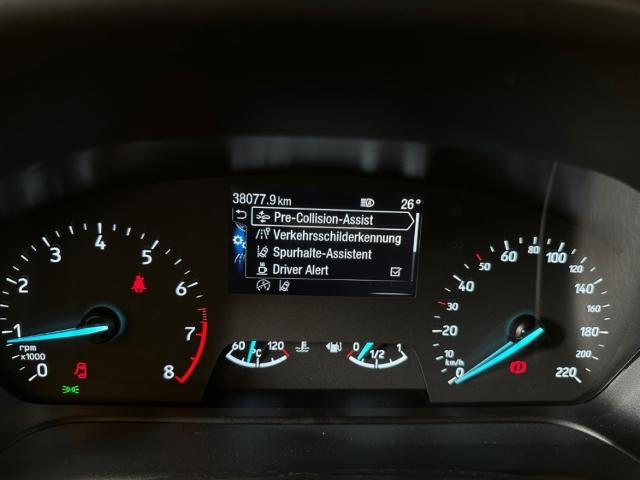 38077.9 km 26°
Pre-Collision-Assist
Verkehrsschilderkennung
Spurhalte-Assistent
Driver Alert
0 1 2 3 4 5 6 7 8
rpm
x1000
60 °C 120
0 1/2 1
0 10 20 30 40 50 60 80 100 120 140 160 180 200 220
km/h